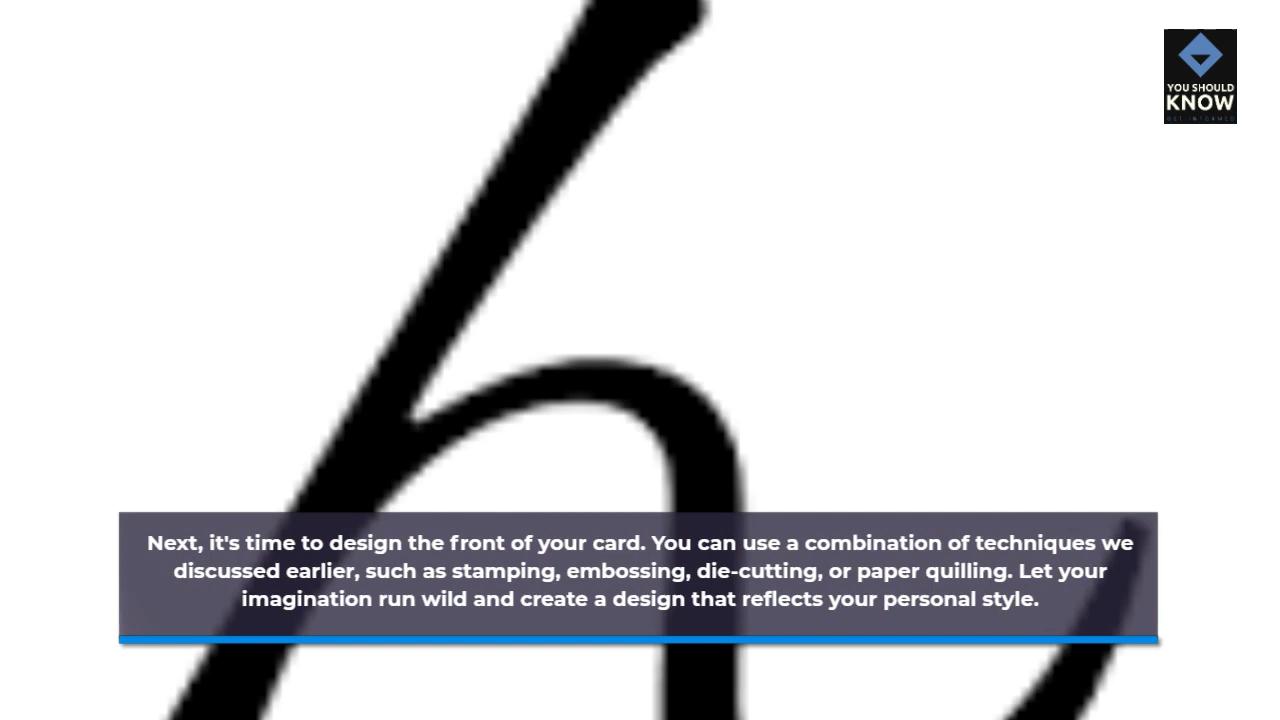 h
YOU SHOULD
KNOW
GET INFORMED
Next, it's time to design the front of your card. You can use a combination of techniques we
discussed earlier, such as stamping, embossing, die-cutting, or paper quilling. Let your
imagination run wild and create a design that reflects your personal style.